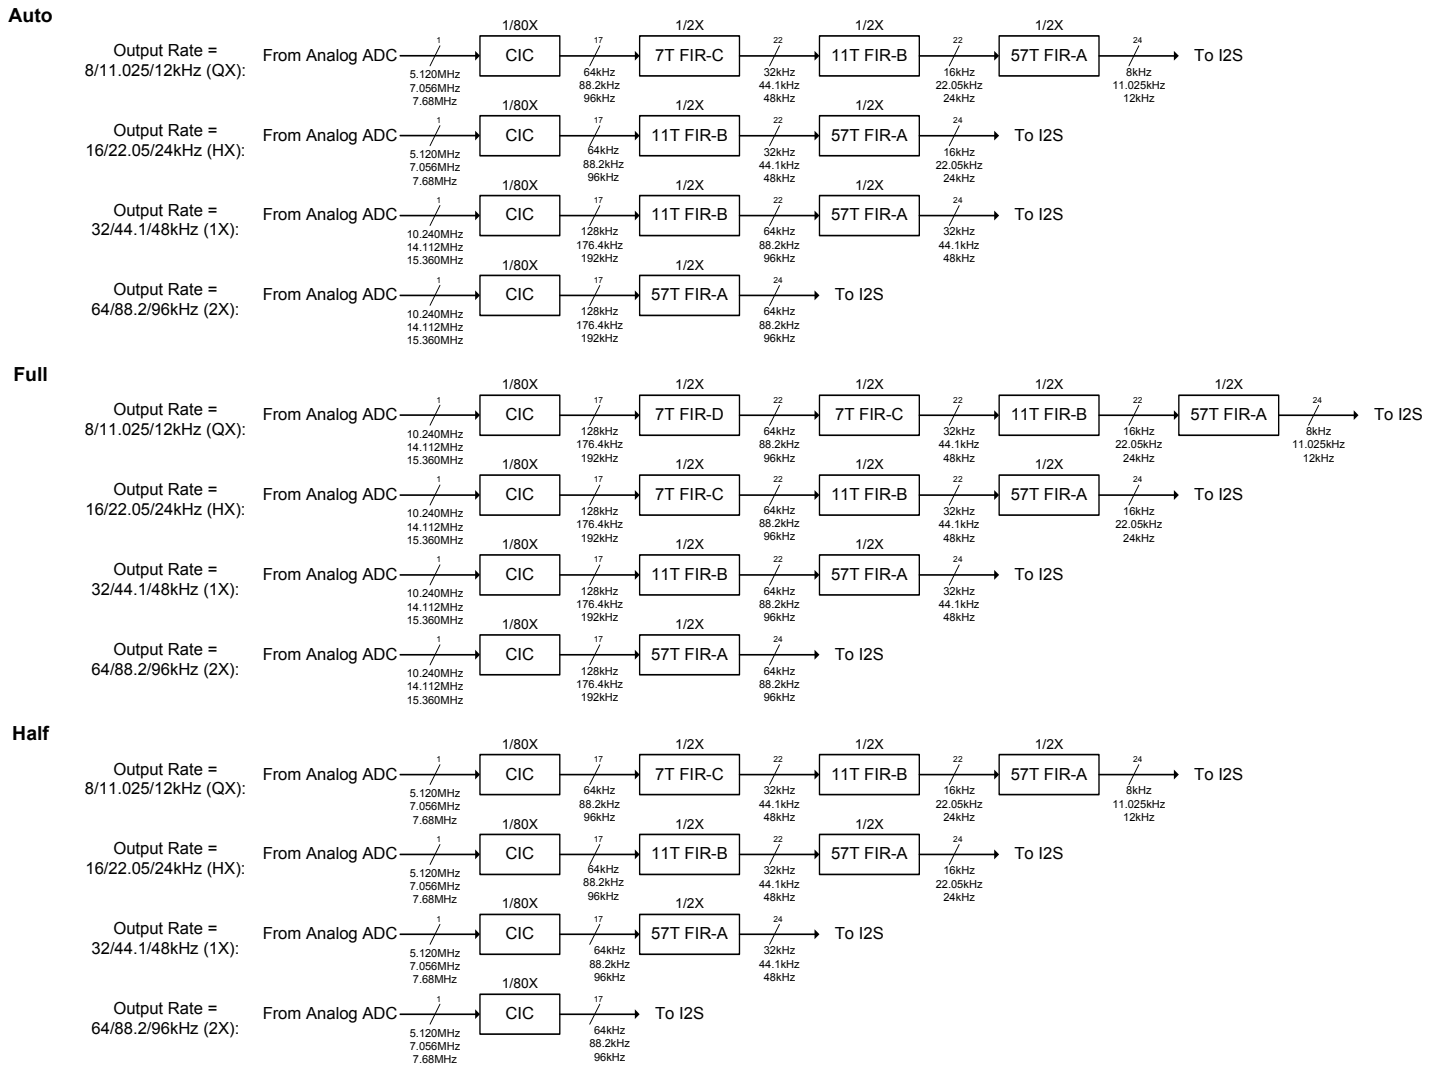 Auto
1/80X 1/2X 1/2X 1/2X
Output Rate = 8/11.025/12kHz (QX): From Analog ADC 1 CIC 17 7T FIR-C 22 11T FIR-B 22 57T FIR-A 24 To I2S
5.120MHz 64kHz 32kHz 16kHz 8kHz
7.056MHz 88.2kHz 44.1kHz 22.05kHz 11.025kHz
7.68MHz 96kHz 48kHz 24kHz 12kHz
1/80X 1/2X 1/2X
Output Rate = 16/22.05/24kHz (HX): From Analog ADC 1 CIC 17 11T FIR-B 22 57T FIR-A 24 To I2S
5.120MHz 64kHz 32kHz 16kHz
7.056MHz 88.2kHz 44.1kHz 22.05kHz
7.68MHz 96kHz 48kHz 24kHz
1/80X 1/2X 1/2X
Output Rate = 32/44.1/48kHz (1X): From Analog ADC 1 CIC 17 11T FIR-B 22 57T FIR-A 24 To I2S
10.240MHz 128kHz 64kHz 32kHz
14.112MHz 176.4kHz 88.2kHz 44.1kHz
15.360MHz 192kHz 96kHz 48kHz
1/80X 1/2X
Output Rate = 64/88.2/96kHz (2X): From Analog ADC 1 CIC 17 57T FIR-A 24 To I2S
10.240MHz 128kHz 64kHz
14.112MHz 176.4kHz 88.2kHz
15.360MHz 192kHz 96kHz
Full
1/80X 1/2X 1/2X 1/2X 1/2X
Output Rate = 8/11.025/12kHz (QX): From Analog ADC 1 CIC 17 7T FIR-D 22 7T FIR-C 22 11T FIR-B 22 57T FIR-A 24 To I2S
10.240MHz 128kHz 64kHz 32kHz 16kHz 8kHz
14.112MHz 176.4kHz 88.2kHz 44.1kHz 22.05kHz 11.025kHz
15.360MHz 192kHz 96kHz 48kHz 24kHz 12kHz
1/80X 1/2X 1/2X 1/2X
Output Rate = 16/22.05/24kHz (HX): From Analog ADC 1 CIC 17 7T FIR-C 22 11T FIR-B 22 57T FIR-A 24 To I2S
10.240MHz 128kHz 64kHz 32kHz 16kHz
14.112MHz 176.4kHz 88.2kHz 44.1kHz 22.05kHz
15.360MHz 192kHz 96kHz 48kHz 24kHz
1/80X 1/2X 1/2X
Output Rate = 32/44.1/48kHz (1X): From Analog ADC 1 CIC 17 11T FIR-B 22 57T FIR-A 24 To I2S
10.240MHz 128kHz 64kHz 32kHz
14.112MHz 176.4kHz 88.2kHz 44.1kHz
15.360MHz 192kHz 96kHz 48kHz
1/80X 1/2X
Output Rate = 64/88.2/96kHz (2X): From Analog ADC 1 CIC 17 57T FIR-A 24 To I2S
10.240MHz 128kHz 64kHz
14.112MHz 176.4kHz 88.2kHz
15.360MHz 192kHz 96kHz
Half
1/80X 1/2X 1/2X 1/2X
Output Rate = 8/11.025/12kHz (QX): From Analog ADC 1 CIC 17 7T FIR-C 22 11T FIR-B 22 57T FIR-A 24 To I2S
5.120MHz 64kHz 32kHz 16kHz 8kHz
7.056MHz 88.2kHz 44.1kHz 22.05kHz 11.025kHz
7.68MHz 96kHz 48kHz 24kHz 12kHz
1/80X 1/2X 1/2X
Output Rate = 16/22.05/24kHz (HX): From Analog ADC 1 CIC 17 11T FIR-B 22 57T FIR-A 24 To I2S
5.120MHz 64kHz 32kHz 16kHz
7.056MHz 88.2kHz 44.1kHz 22.05kHz
7.68MHz 96kHz 48kHz 24kHz
1/80X 1/2X
Output Rate = 32/44.1/48kHz (1X): From Analog ADC 1 CIC 17 57T FIR-A 24 To I2S
5.120MHz 64kHz 32kHz
7.056MHz 88.2kHz 44.1kHz
7.68MHz 96kHz 48kHz
1/80X
Output Rate = 64/88.2/96kHz (2X): From Analog ADC 1 CIC 17 To I2S
5.120MHz 64kHz
7.056MHz 88.2kHz
7.68MHz 96kHz